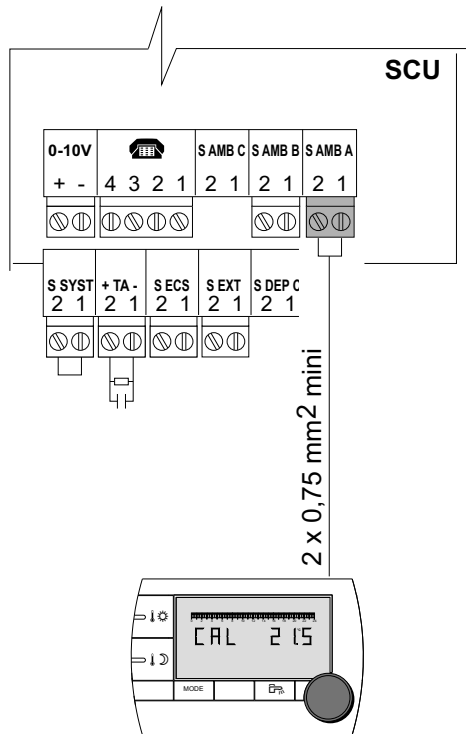 SCU
0-10V S AMB C S AMB B S AMB A
+ - 4 3 2 1 2 1 2 1 2 1
S SYST + TA - S ECS S EXT S DEP C
2 1 2 1 2 1 2 1 2 1
2 x 0,75 mm² mini
CAL 21.5
MODE